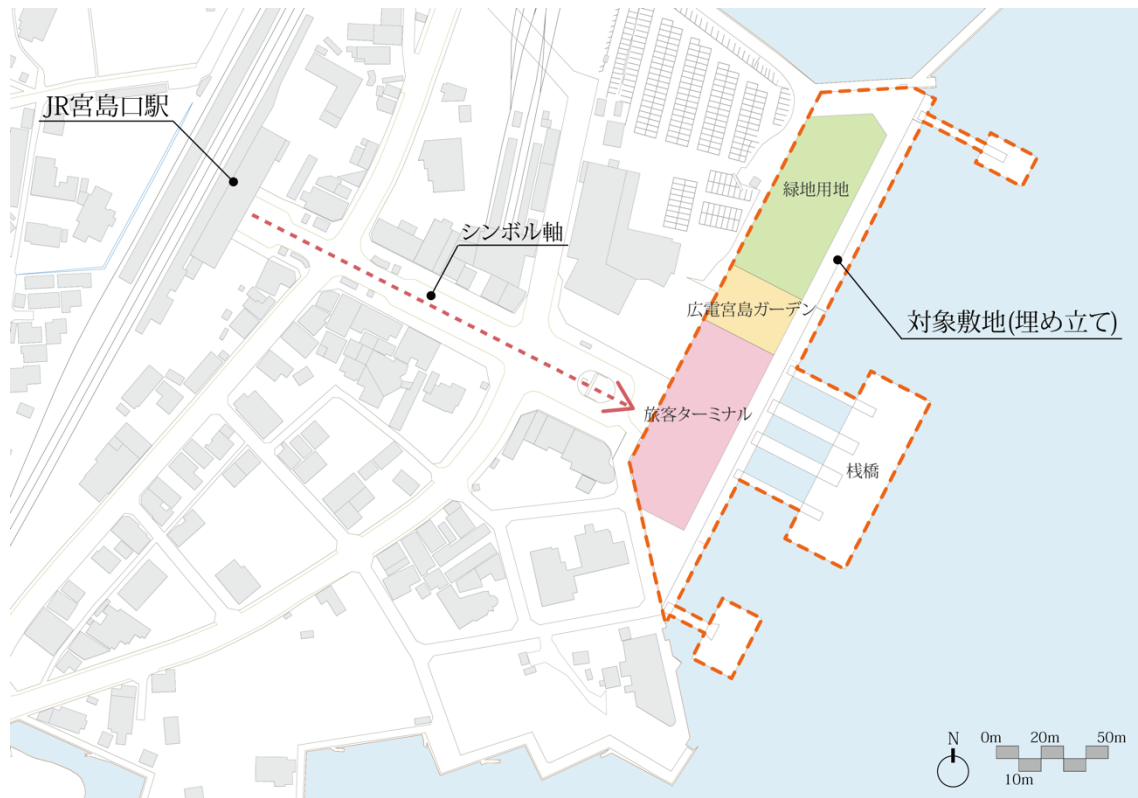 JR宮島口駅
シンボル軸
緑地用地
広電宮島ガーデン
対象敷地(埋め立て)
旅客ターミナル
桟橋
N
0m 20m 50m
10m